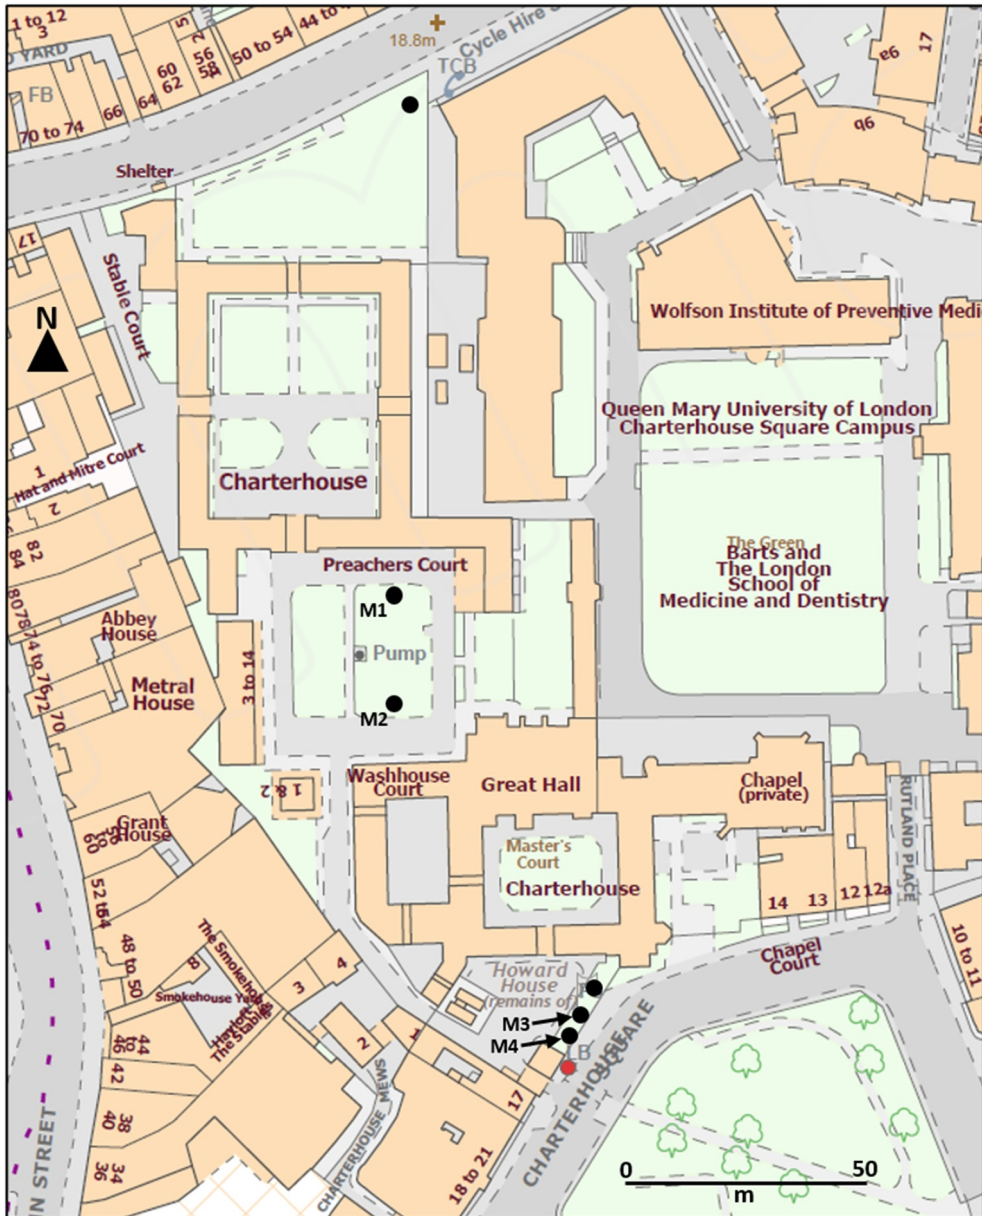 1 to 12
3
YARD
FB
70 to 74
66
64
60
62
56
58
50 to 54
18.8m
Cycle Hire
TCB
9a
17
9b
Shelter
17
Stable Court
N
Wolfson Institute of Preventive Medi
Queen Mary University of London
Charterhouse Square Campus
1
Hat and Mitre Court
2
Charterhouse
82
84
80
78
74 to 76
72
70
Preachers Court
M1
Pump
M2
The Green
Barts and
The London
School of
Medicine and Dentistry
Abbey
House
Metral
House
3 to 14
1 & 2
Washhouse
Court
Great Hall
Chapel
(private)
Grant
House
Master's
Court
Charterhouse
RUTLAND PLACE
14
13
12
12a
Chapel
Court
10 to 11
48 to 50
The Smokehouse
8
Smokehouse Yard
The Stables
3
4
2
1
Howard
House
(remains of)
M3
M4
LB
CHARTERHOUSE SQUARE
44
to
46
42
40
38
36
34
17
18 to 21
CHARTERHOUSE MEWS
N STREET
0
50
m